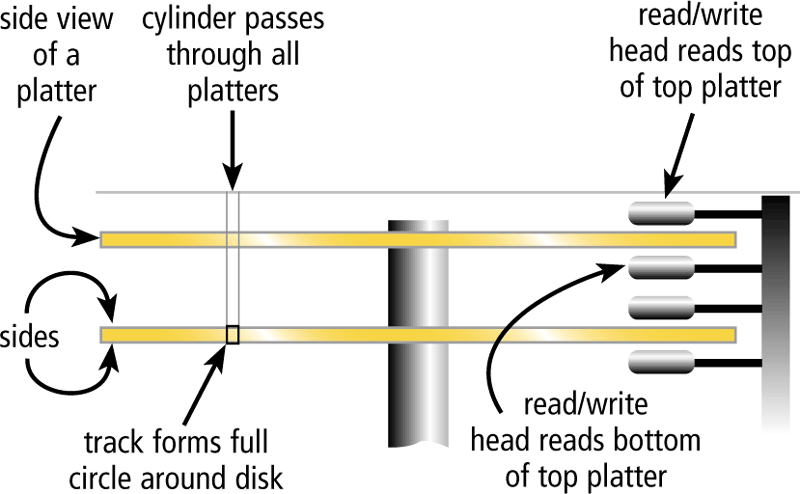 side view
of a
platter
cylinder passes
through all
platters
read/write
head reads top
of top platter
sides
track forms full
circle around disk
read/write
head reads bottom
of top platter